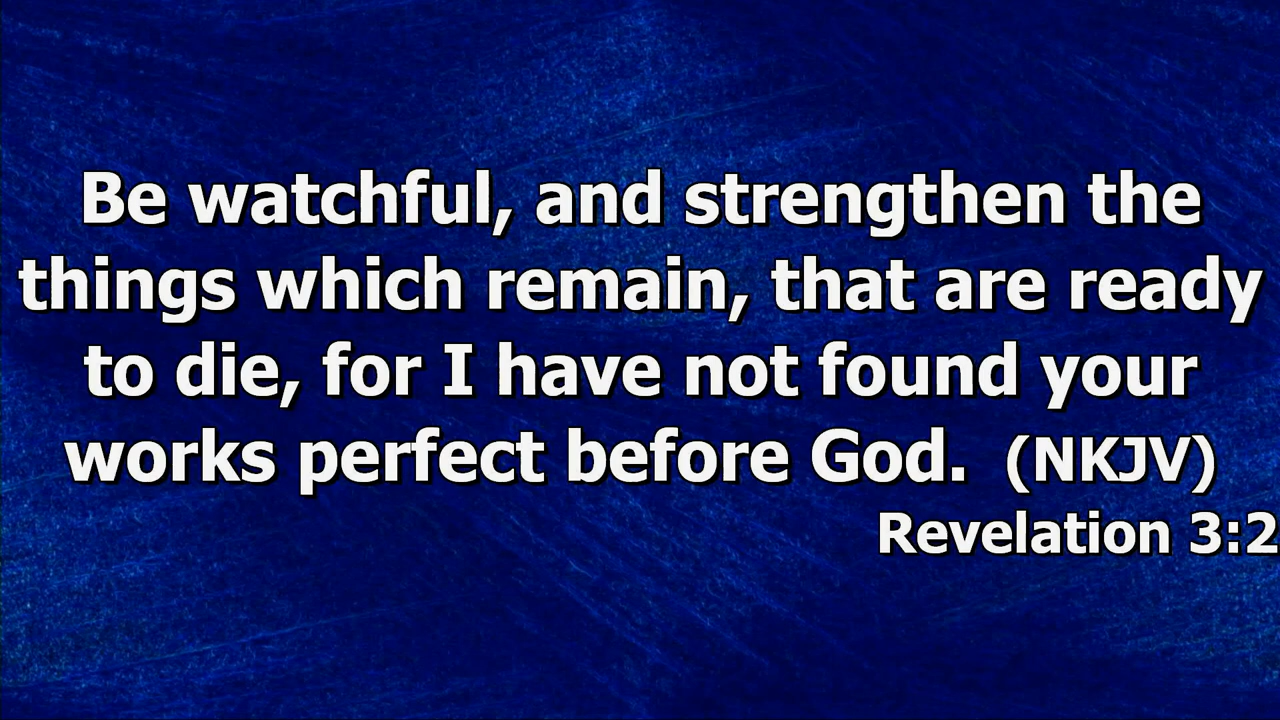 Be watchful, and strengthen the
things which remain, that are ready
to die, for I have not found your
works perfect before God. (NKJV)
Revelation 3:2